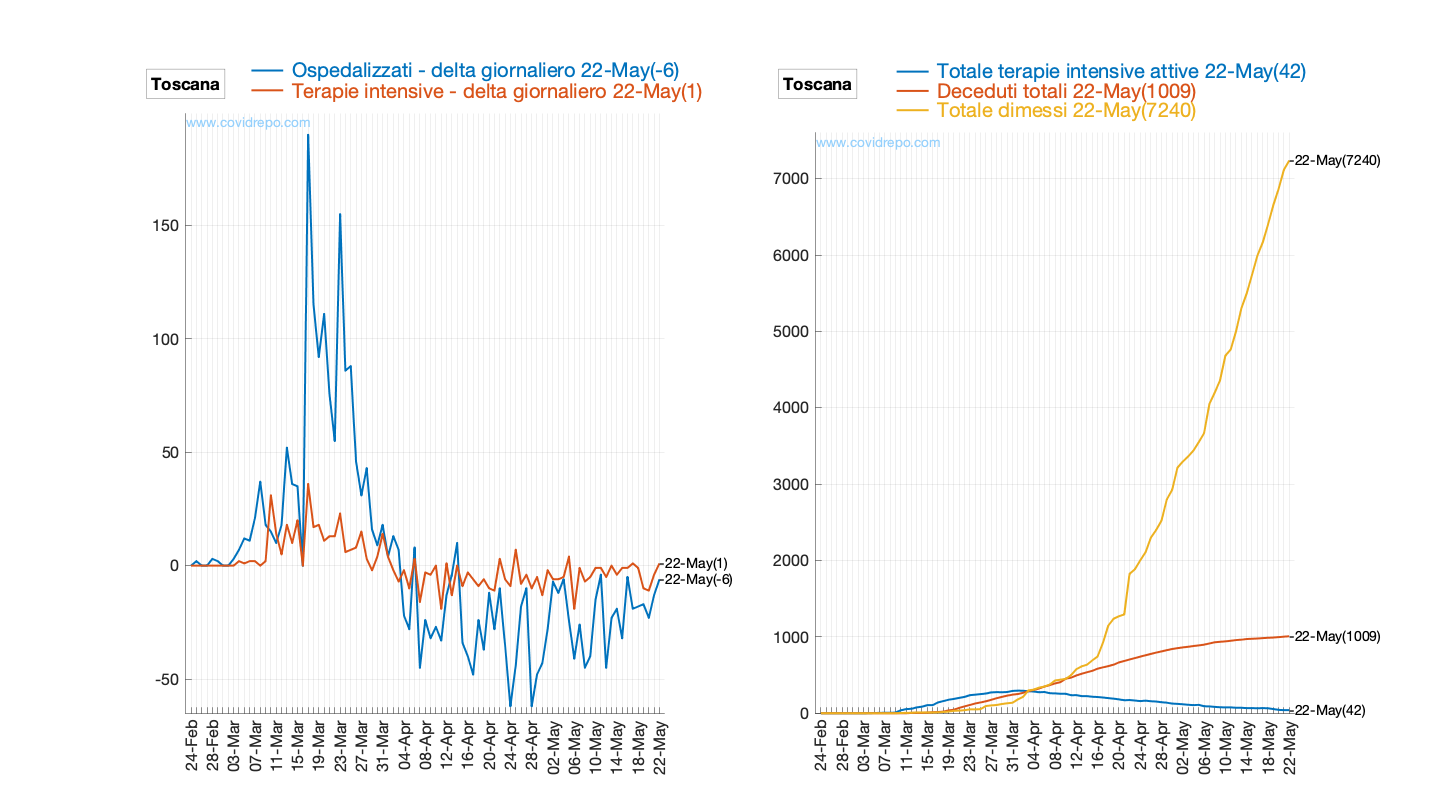 Toscana
Ospedalizzati - delta giornaliero 22-May(-6)
Terapie intensive - delta giornaliero 22-May(1)
www.covidrepo.com
150
100
50
0
-50
22-May(1)
22-May(-6)
24-Feb
28-Feb
03-Mar
07-Mar
11-Mar
15-Mar
19-Mar
23-Mar
27-Mar
31-Mar
04-Apr
08-Apr
12-Apr
16-Apr
20-Apr
24-Apr
28-Apr
02-May
06-May
10-May
14-May
18-May
22-May
Toscana
Totale terapie intensive attive 22-May(42)
Deceduti totali 22-May(1009)
Totale dimessi 22-May(7240)
www.covidrepo.com
7000
6000
5000
4000
3000
2000
1000
0
22-May(7240)
22-May(1009)
22-May(42)
24-Feb
28-Feb
03-Mar
07-Mar
11-Mar
15-Mar
19-Mar
23-Mar
27-Mar
31-Mar
04-Apr
08-Apr
12-Apr
16-Apr
20-Apr
24-Apr
28-Apr
02-May
06-May
10-May
14-May
18-May
22-May